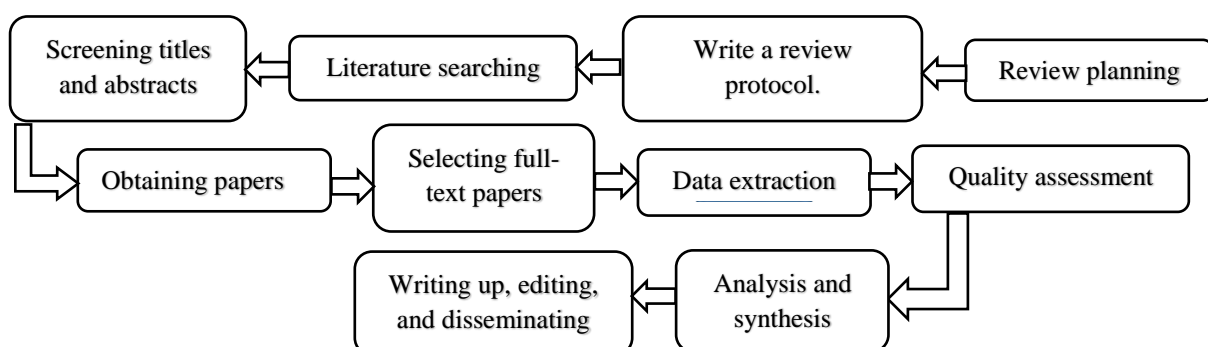 Review planning
Write a review
protocol.
Literature searching
Screening titles
and abstracts
Obtaining papers
Selecting full-
text papers
Data extraction
Quality assessment
Analysis and
synthesis
Writing up, editing,
and disseminating